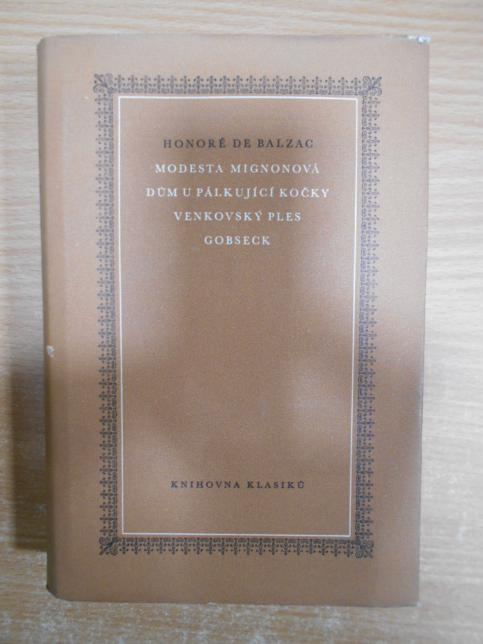 HONORÉ DE BALZAC
MODESTA MIGNONOVÁ
DŮM U PÁLKUJÍCÍ KOČKY
VENKOVSKÝ PLES
GOBSECK
KNIHOVNA KLASIKŮ